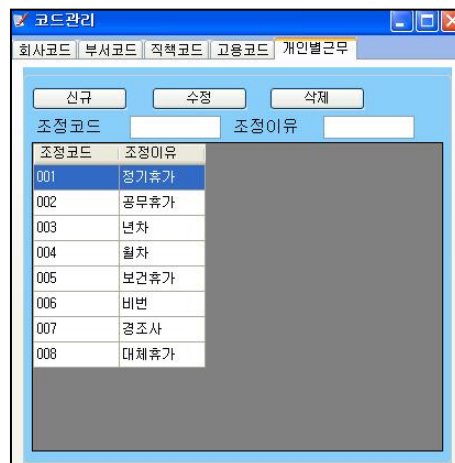 코드관리
회사코드 부서코드 직책코드 고용코드 개인별근무
신규 수정 삭제
조정코드 조정이유
조정코드 조정이유
001 정기휴가
002 공무휴가
003 년차
004 월차
005 보건휴가
006 비번
007 경조사
008 대체휴가